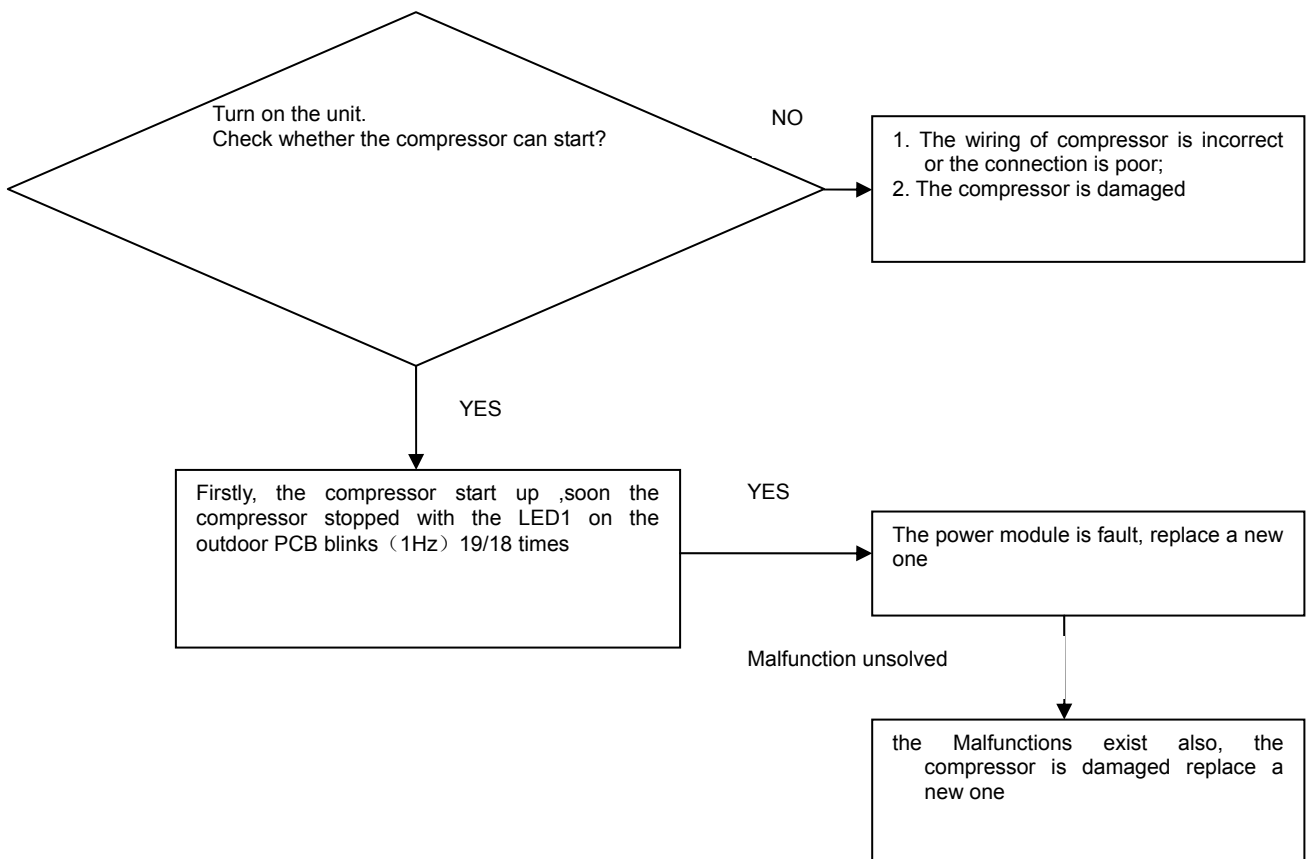 Turn on the unit.
Check whether the compressor can start?
NO
1. The wiring of compressor is incorrect
or the connection is poor;
2. The compressor is damaged
YES
Firstly, the compressor start up ,soon the
compressor stopped with the LED1 on the
outdoor PCB blinks（1Hz）19/18 times
YES
The power module is fault, replace a new
one
Malfunction unsolved
the Malfunctions exist also, the
compressor is damaged replace a
new one